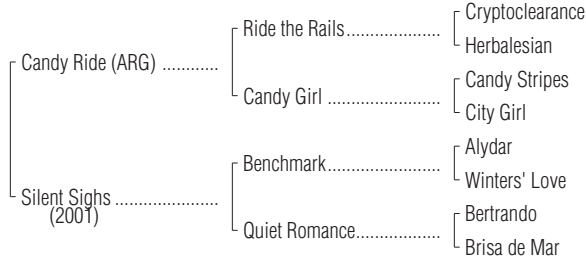 Cryptoclearance
Ride the Rails
Herbalesian
Candy Ride (ARG)
Candy Stripes
Candy Girl
City Girl
Alydar
Benchmark
Winters' Love
Silent Sighs
(2001)
Bertrando
Quiet Romance
Brisa de Mar